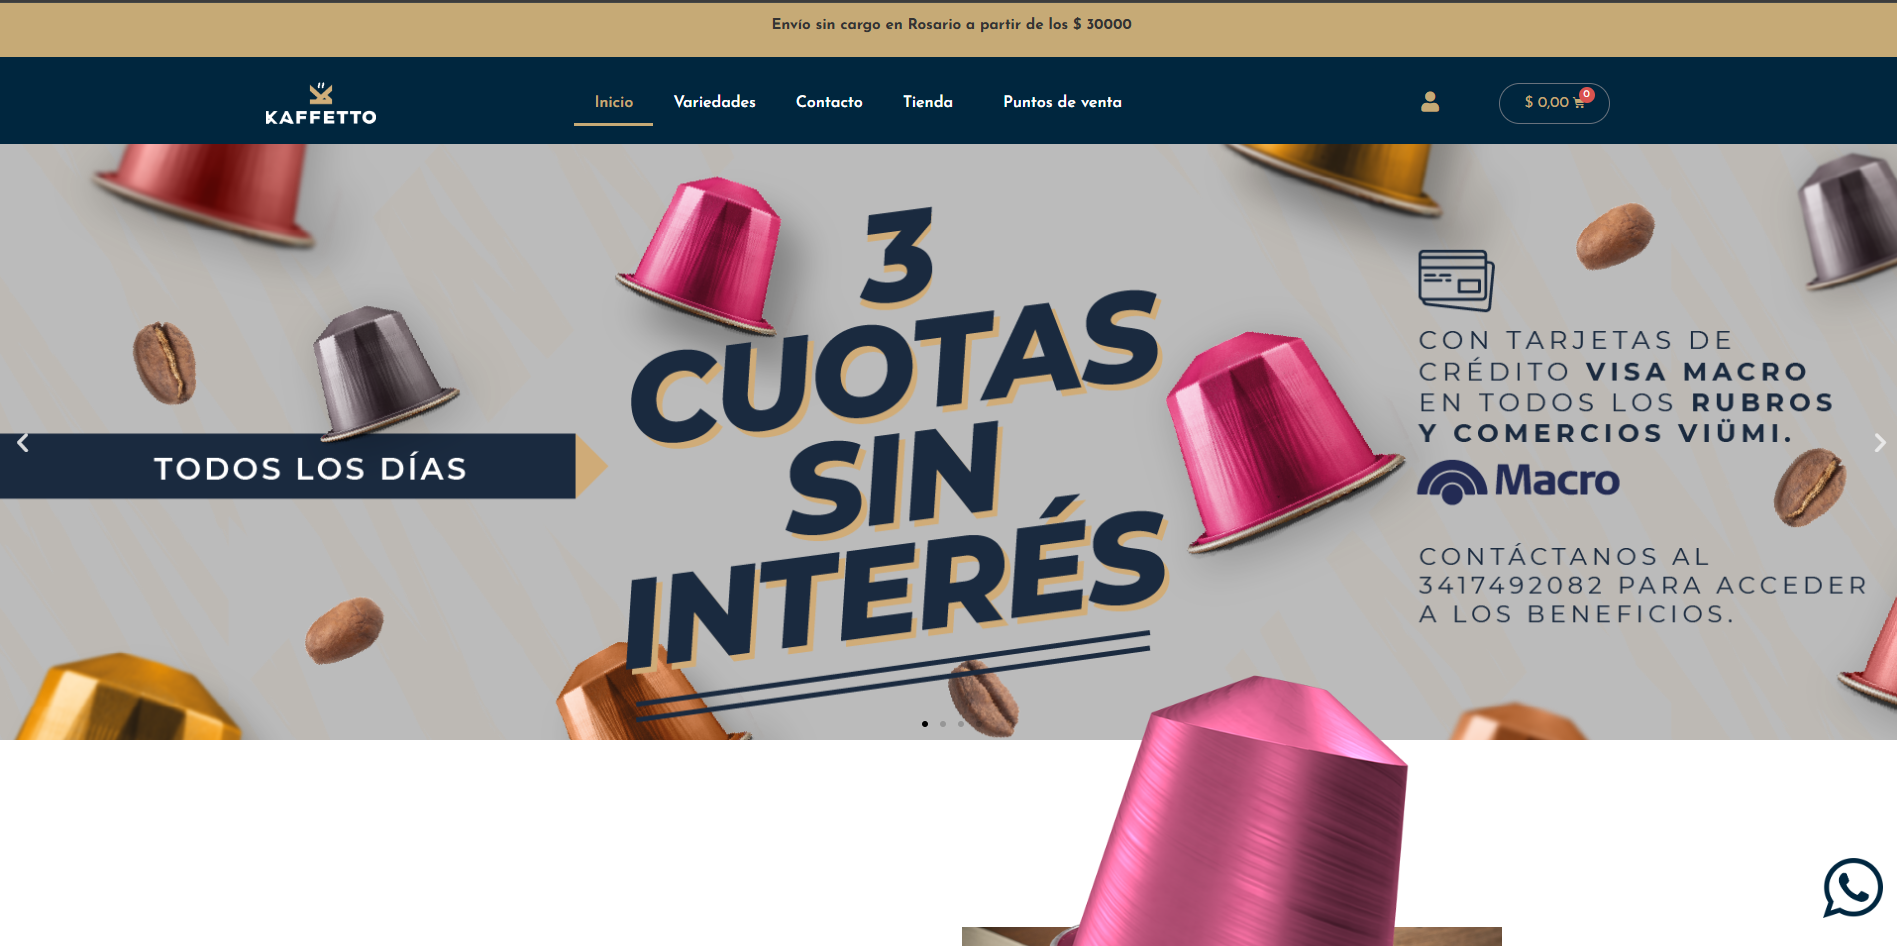 Envío sin cargo en Rosario a partir de los $ 30000
KAFFETTO
Inicio
Variedades
Contacto
Tienda
Puntos de venta
$ 0,00
0
TODOS LOS DÍAS
3
CUOTAS
SIN
INTERÉS
CON TARJETAS DE
CRÉDITO VISA MACRO
EN TODOS LOS RUBROS
Y COMERCIOS VIÜMI.
Macro
CONTÁCTANOS AL
3417492082 PARA ACCEDER
A LOS BENEFICIOS.